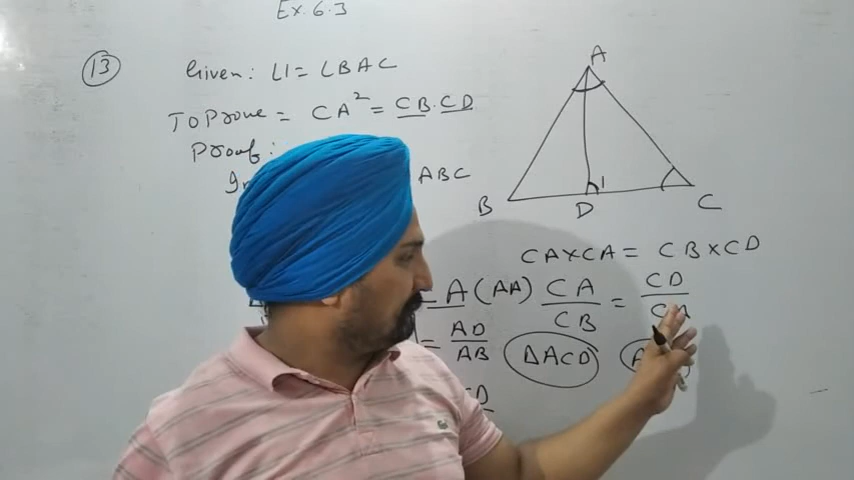 Ex. 6.3
13
Given: ∠1 = ∠BAC
To Prove = CA² = CB · CD
Proof:
ABC
A
B
D
1
C
CA × CA = CB × CD
= A (AA)
CA/CB = CD/CA
= AD/AB
ΔACD